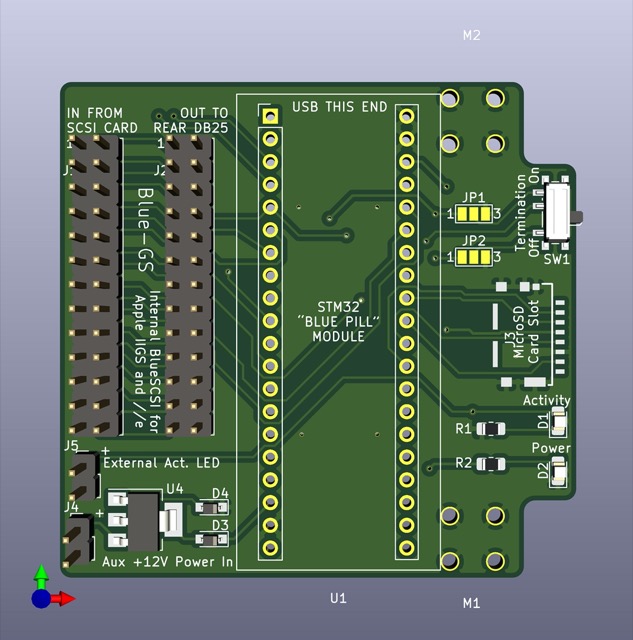 M2
IN FROM
SCSI CARD
OUT TO
REAR DB25
USB THIS END
1
1
J2
JP1
1 3
JP2
1 3
Termination
On
Off
SW1
Blue-GS
Internal BlueSCSI for
Apple IIGS and //e
STM32
"BLUE PILL"
MODULE
J3
MicroSD
Card Slot
Activity
D1
R1
Power
D2
R2
J5
+
External Act. LED
J4
+
U4
D4
D3
Aux +12V Power In
U1
M1